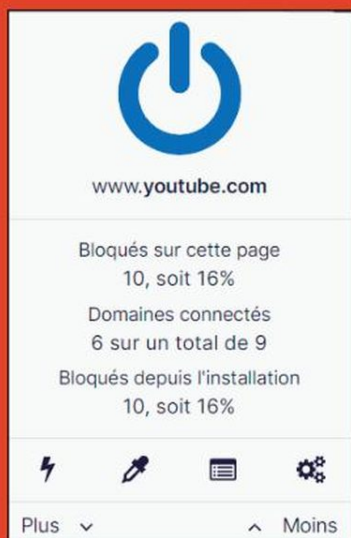 www.youtube.com
Bloqués sur cette page
10, soit 16%
Domaines connectés
6 sur un total de 9
Bloqués depuis l'installation
10, soit 16%
Plus Moins